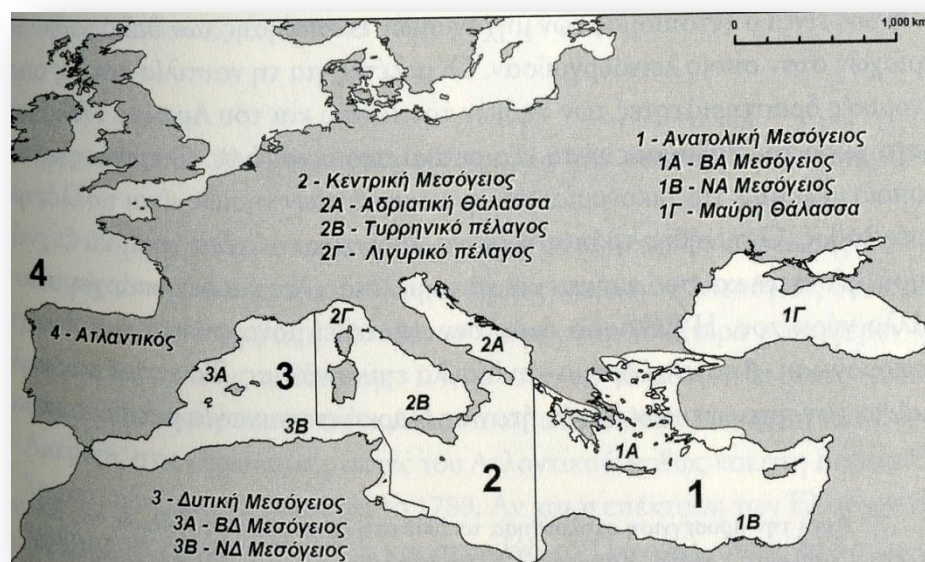 0 1,000 km
1 - Ανατολική Μεσόγειος
1Α - ΒΑ Μεσόγειος
1Β - ΝΑ Μεσόγειος
1Γ - Μαύρη Θάλασσα
2 - Κεντρική Μεσόγειος
2Α - Αδριατική Θάλασσα
2Β - Τυρρηνικό πέλαγος
2Γ - Λιγυρικό πέλαγος
4
4 - Ατλαντικός
2Γ
1Γ
2Α
3Α
3
2Β
3Β
1Α
2
1
1Β
3 - Δυτική Μεσόγειος
3Α - ΒΔ Μεσόγειος
3Β - ΝΔ Μεσόγειος